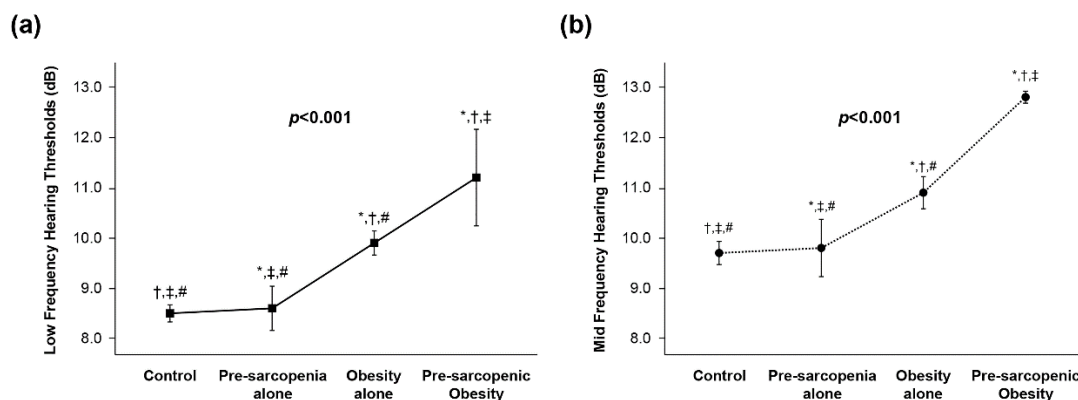 (a)
Low Frequency Hearing Thresholds (dB)
13.0
12.0
11.0
10.0
9.0
8.0
p<0.001
†,‡,#
*,‡,#
*,†,#
*,†,‡
Control
Pre-sarcopenia alone
Obesity alone
Pre-sarcopenic Obesity
(b)
Mid Frequency Hearing Thresholds (dB)
13.0
12.0
11.0
10.0
9.0
8.0
p<0.001
†,‡,#
*,‡,#
*,†,#
*,†,‡
Control
Pre-sarcopenia alone
Obesity alone
Pre-sarcopenic Obesity